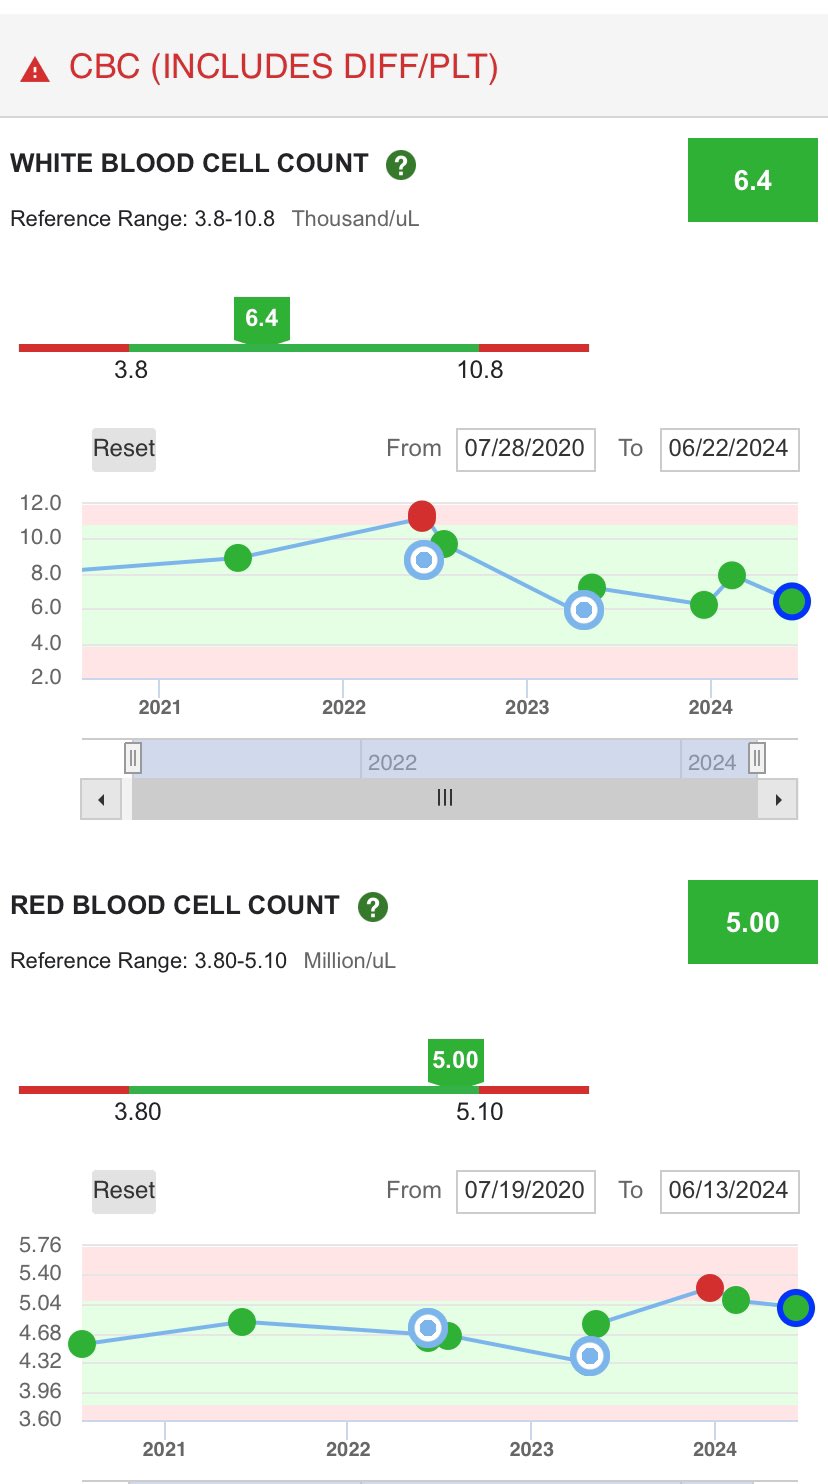 CBC (INCLUDES DIFF/PLT)
WHITE BLOOD CELL COUNT ?
6.4
Reference Range: 3.8-10.8 Thousand/uL
6.4
3.8 10.8
Reset From 07/28/2020 To 06/22/2024
12.0
10.0
8.0
6.0
4.0
2.0
2021 2022 2023 2024
2022 2024
RED BLOOD CELL COUNT ?
5.00
Reference Range: 3.80-5.10 Million/uL
5.00
3.80 5.10
Reset From 07/19/2020 To 06/13/2024
5.76
5.40
5.04
4.68
4.32
3.96
3.60
2021 2022 2023 2024